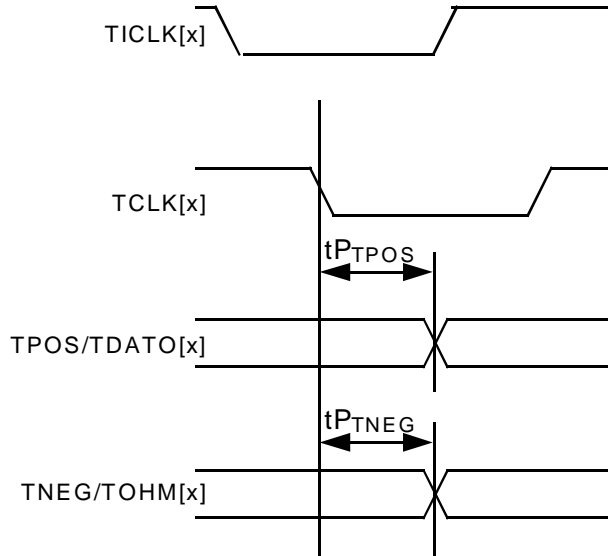 TICLK[x]
TCLK[x]
tPTPOS
TPOS/TDATO[x]
tPTNEG
TNEG/TOHM[x]